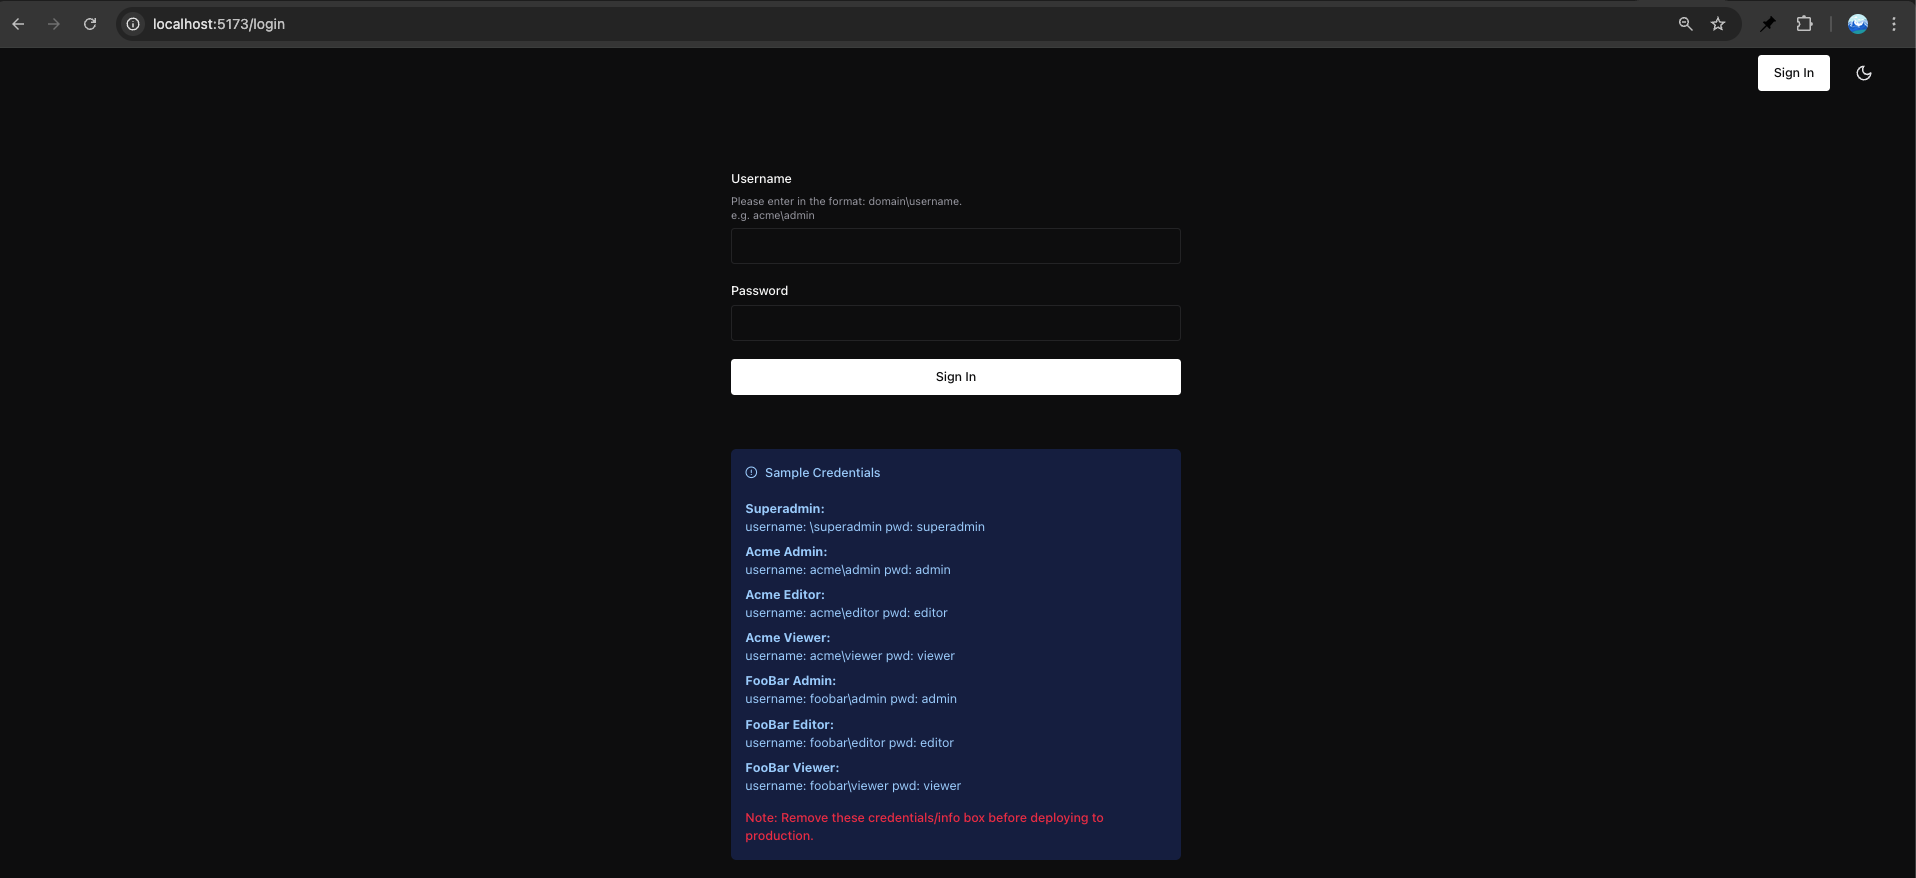 localhost:5173/login
Sign In
Username
Please enter in the format: domain\username.
e.g. acme\admin
Password
Sign In
Sample Credentials
Superadmin:
username: \superadmin pwd: superadmin
Acme Admin:
username: acme\admin pwd: admin
Acme Editor:
username: acme\editor pwd: editor
Acme Viewer:
username: acme\viewer pwd: viewer
FooBar Admin:
username: foobar\admin pwd: admin
FooBar Editor:
username: foobar\editor pwd: editor
FooBar Viewer:
username: foobar\viewer pwd: viewer
Note: Remove these credentials/info box before deploying to
production.